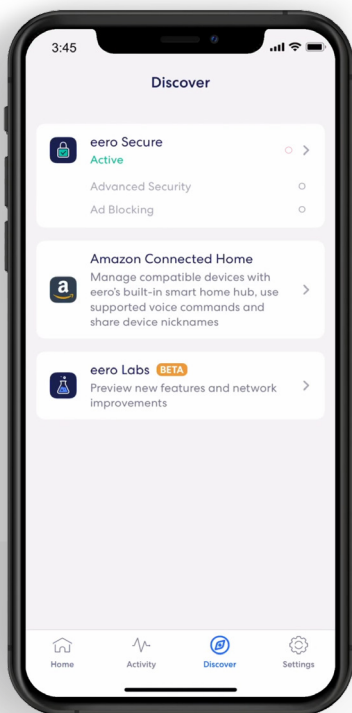 3:45
Discover
eero Secure
Active
Advanced Security
Ad Blocking
Amazon Connected Home
Manage compatible devices with
eero's built-in smart home hub, use
supported voice commands and
share device nicknames
eero Labs BETA
Preview new features and network
improvements
Home
Activity
Discover
Settings